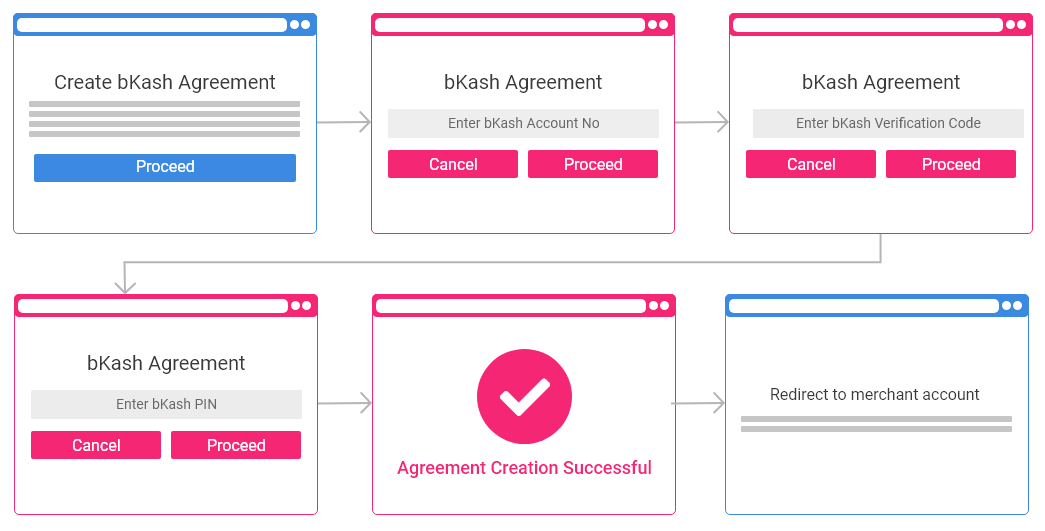 Create bKash Agreement
Proceed
bKash Agreement
Enter bKash Account No
Cancel
Proceed
bKash Agreement
Enter bKash Verification Code
Cancel
Proceed
bKash Agreement
Enter bKash PIN
Cancel
Proceed
Agreement Creation Successful
Redirect to merchant account